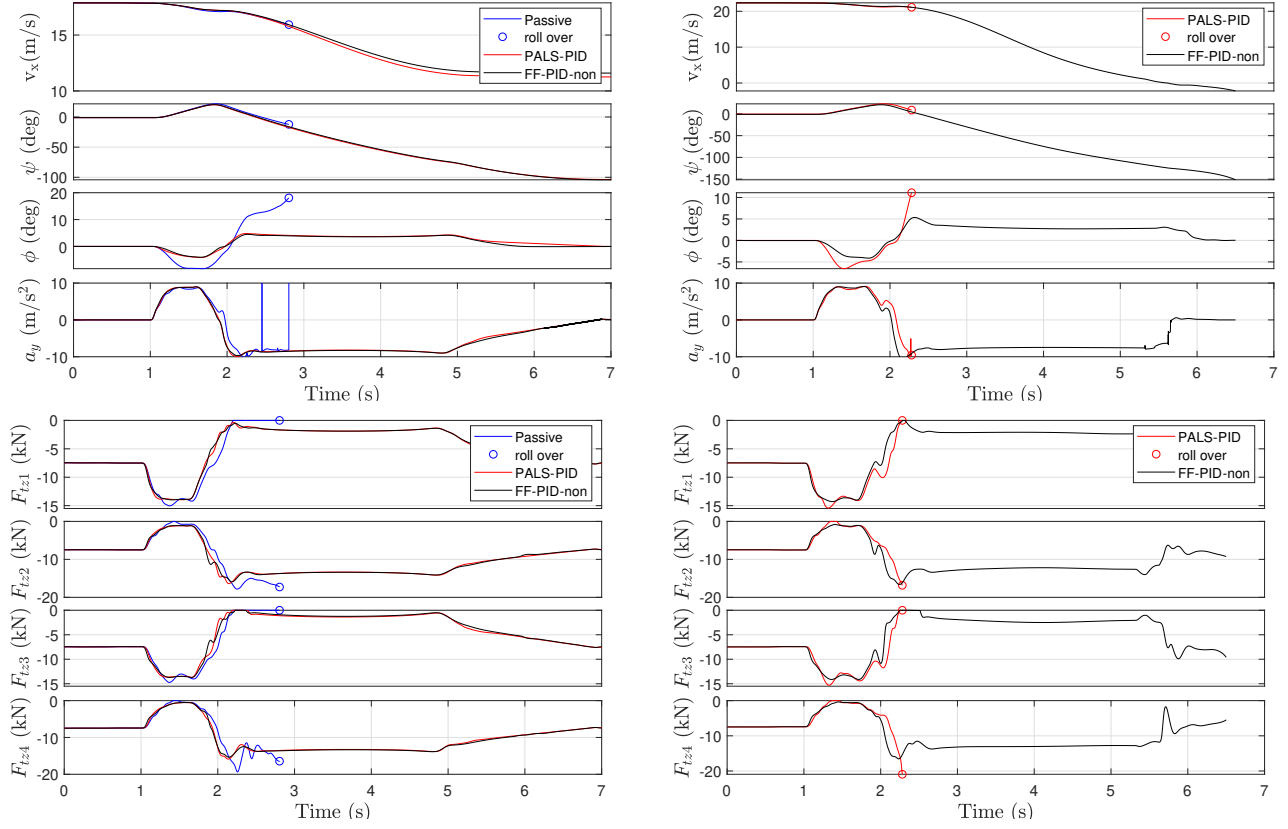 v_x (m/s)
15
10
Passive
roll over
PALS-PID
FF-PID-non
ψ (deg)
0
-50
-100
ϕ (deg)
20
10
0
a_y (m/s²)
10
0
-10
0 1 2 3 4 5 6 7
Time (s)
v_x (m/s)
20
10
0
PALS-PID
roll over
FF-PID-non
ψ (deg)
0
-50
-100
-150
ϕ (deg)
10
5
0
-5
a_y (m/s²)
10
0
-10
0 1 2 3 4 5 6 7
Time (s)
F_tz1 (kN)
0
-5
-10
-15
Passive
roll over
PALS-PID
FF-PID-non
F_tz2 (kN)
0
-10
-20
F_tz3 (kN)
0
-5
-10
-15
F_tz4 (kN)
0
-10
-20
0 1 2 3 4 5 6 7
Time (s)
F_tz1 (kN)
0
-5
-10
-15
PALS-PID
roll over
FF-PID-non
F_tz2 (kN)
0
-10
-20
F_tz3 (kN)
0
-5
-10
-15
F_tz4 (kN)
0
-10
-20
0 1 2 3 4 5 6 7
Time (s)